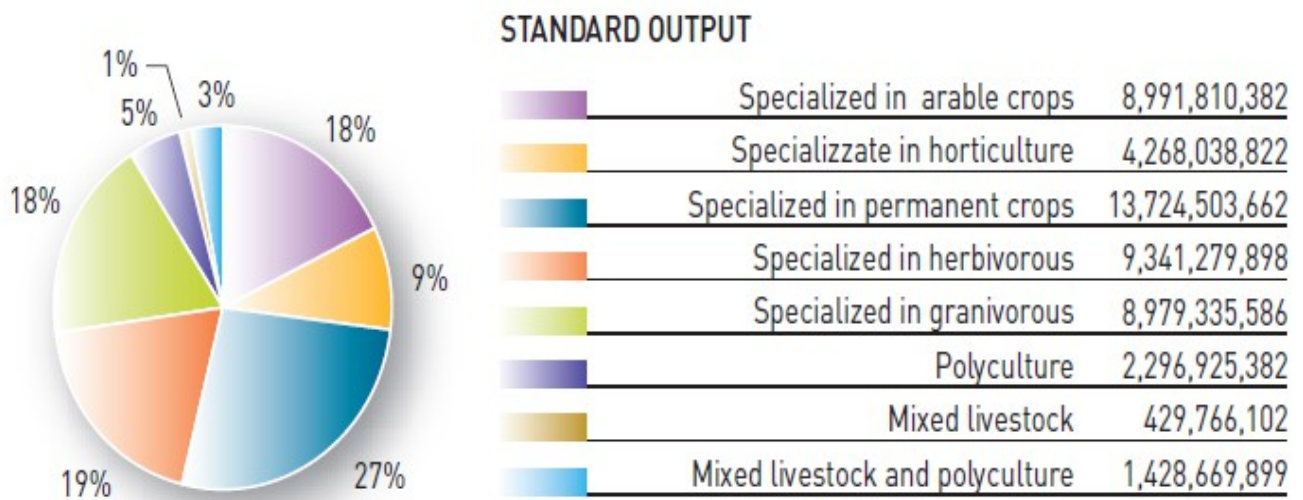 STANDARD OUTPUT
1%
3%
5%
18%
18%
9%
19%
27%
Specialized in arable crops 8,991,810,382
Specializzate in horticulture 4,268,038,822
Specialized in permanent crops 13,724,503,662
Specialized in herbivorous 9,341,279,898
Specialized in granivorous 8,979,335,586
Polyculture 2,296,925,382
Mixed livestock 429,766,102
Mixed livestock and polyculture 1,428,669,899